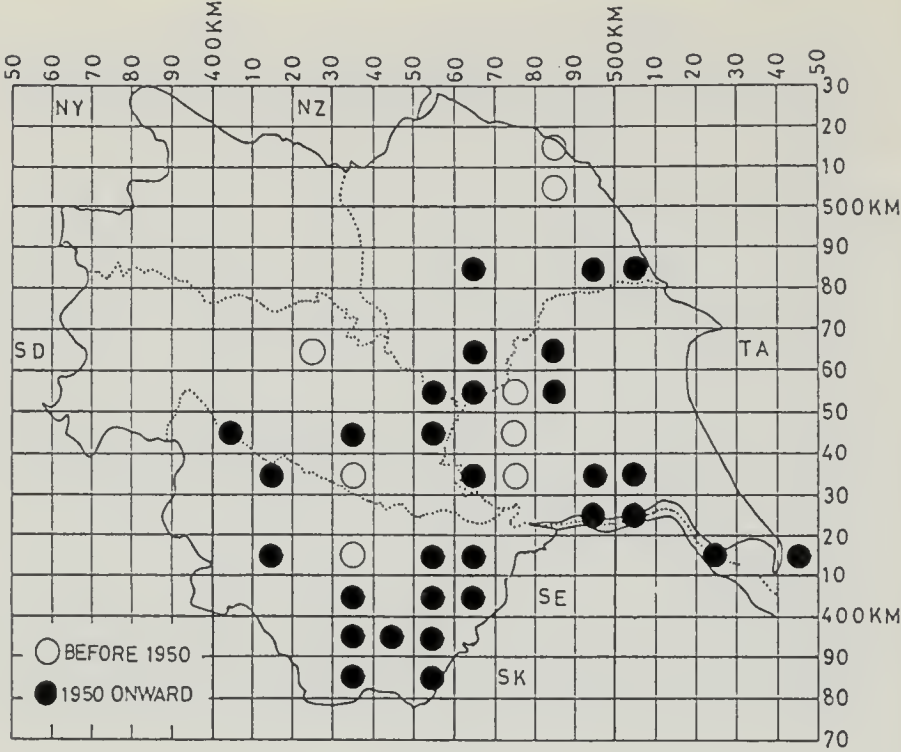 50 60 70 80 90 400KM 10 20 30 40 50 60 70 80 90 500KM 10 20 30 40 50
30
NY NZ
20
10
500KM
90
80
70
SD TA
60
50
40
30
20
10
SE
400KM
BEFORE 1950
90
SK
1950 ONWARD
80
70